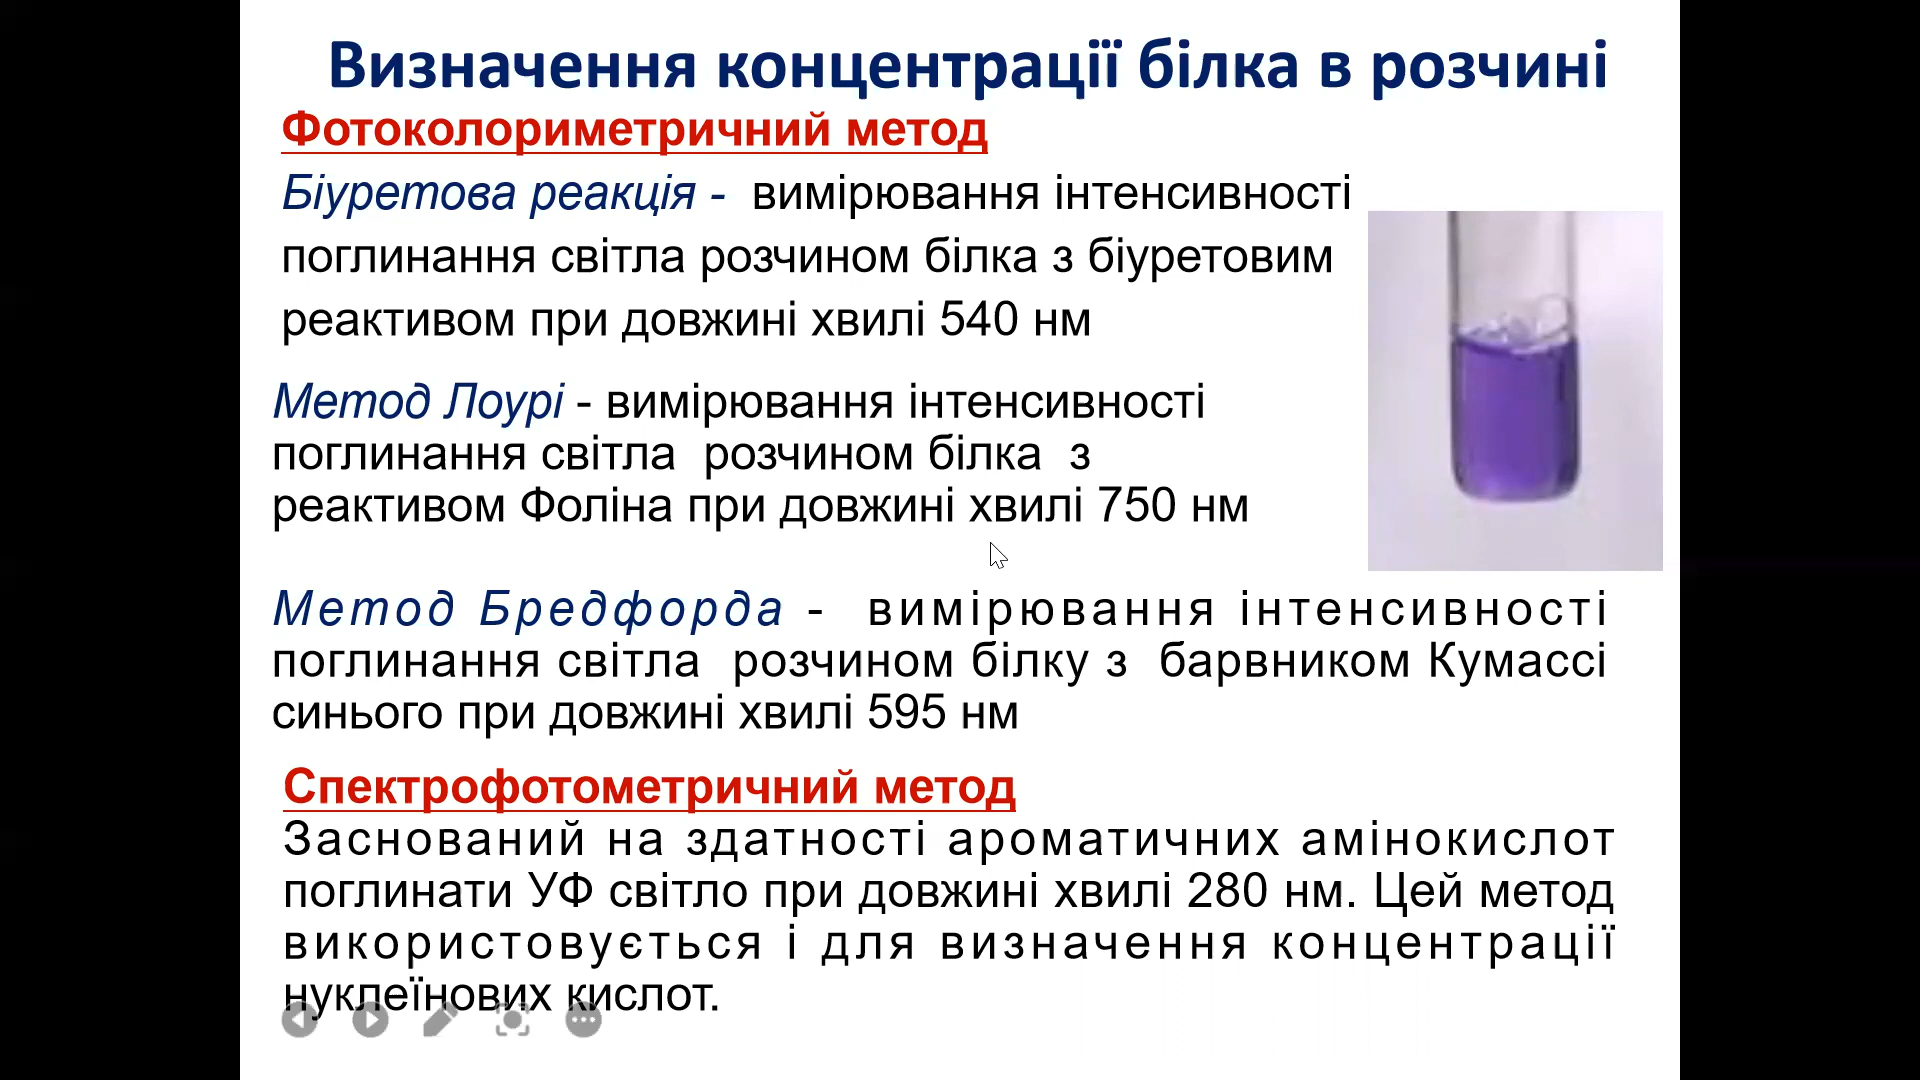 Визначення концентрації білка в розчині
Фотоколориметричний метод
Біуретова реакція - вимірювання інтенсивності
поглинання світла розчином білка з біуретовим
реактивом при довжині хвилі 540 нм
Метод Лоурі - вимірювання інтенсивності
поглинання світла розчином білка з
реактивом Фоліна при довжині хвилі 750 нм
Метод Бредфорда - вимірювання інтенсивності
поглинання світла розчином білку з барвником Кумассі
синього при довжині хвилі 595 нм
Спектрофотометричний метод
Заснований на здатності ароматичних амінокислот
поглинати УФ світло при довжині хвилі 280 нм. Цей метод
використовується і для визначення концентрації
нуклеїнових кислот.